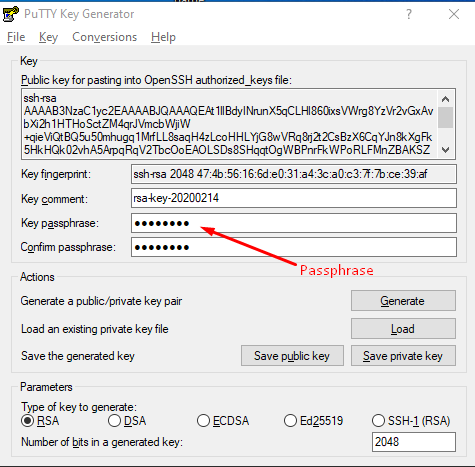 PuTTY Key Generator
File Key Conversions Help
Key
Public key for pasting into OpenSSH authorized_keys file:
ssh-rsa
+qieViQtBQ5u50mhugq1MrfLL8saqH4zLcoHHLYjG8wVRq8j2t2CsBzX6CqYJn8kXgFk
5HkHQk02vhA5ArpqRqV2TbcOoEAOLSDs8SHqqtOgWBPnrFkWPoRLFMnZBAKSZ
Key fingerprint: ssh-rsa 2048 47:4b:56:16:6d:e0:31:a4:3c:a0:c3:7f:7b:ce:39:af
Key comment: rsa-key-20200214
Key passphrase: ●●●●●●●●
Confirm passphrase: ●●●●●●●●
Passphrase
Actions
Generate a public/private key pair Generate
Load an existing private key file Load
Save the generated key Save public key Save private key
Parameters
Type of key to generate:
RSA DSA ECDSA Ed25519 SSH-1 (RSA)
Number of bits in a generated key: 2048